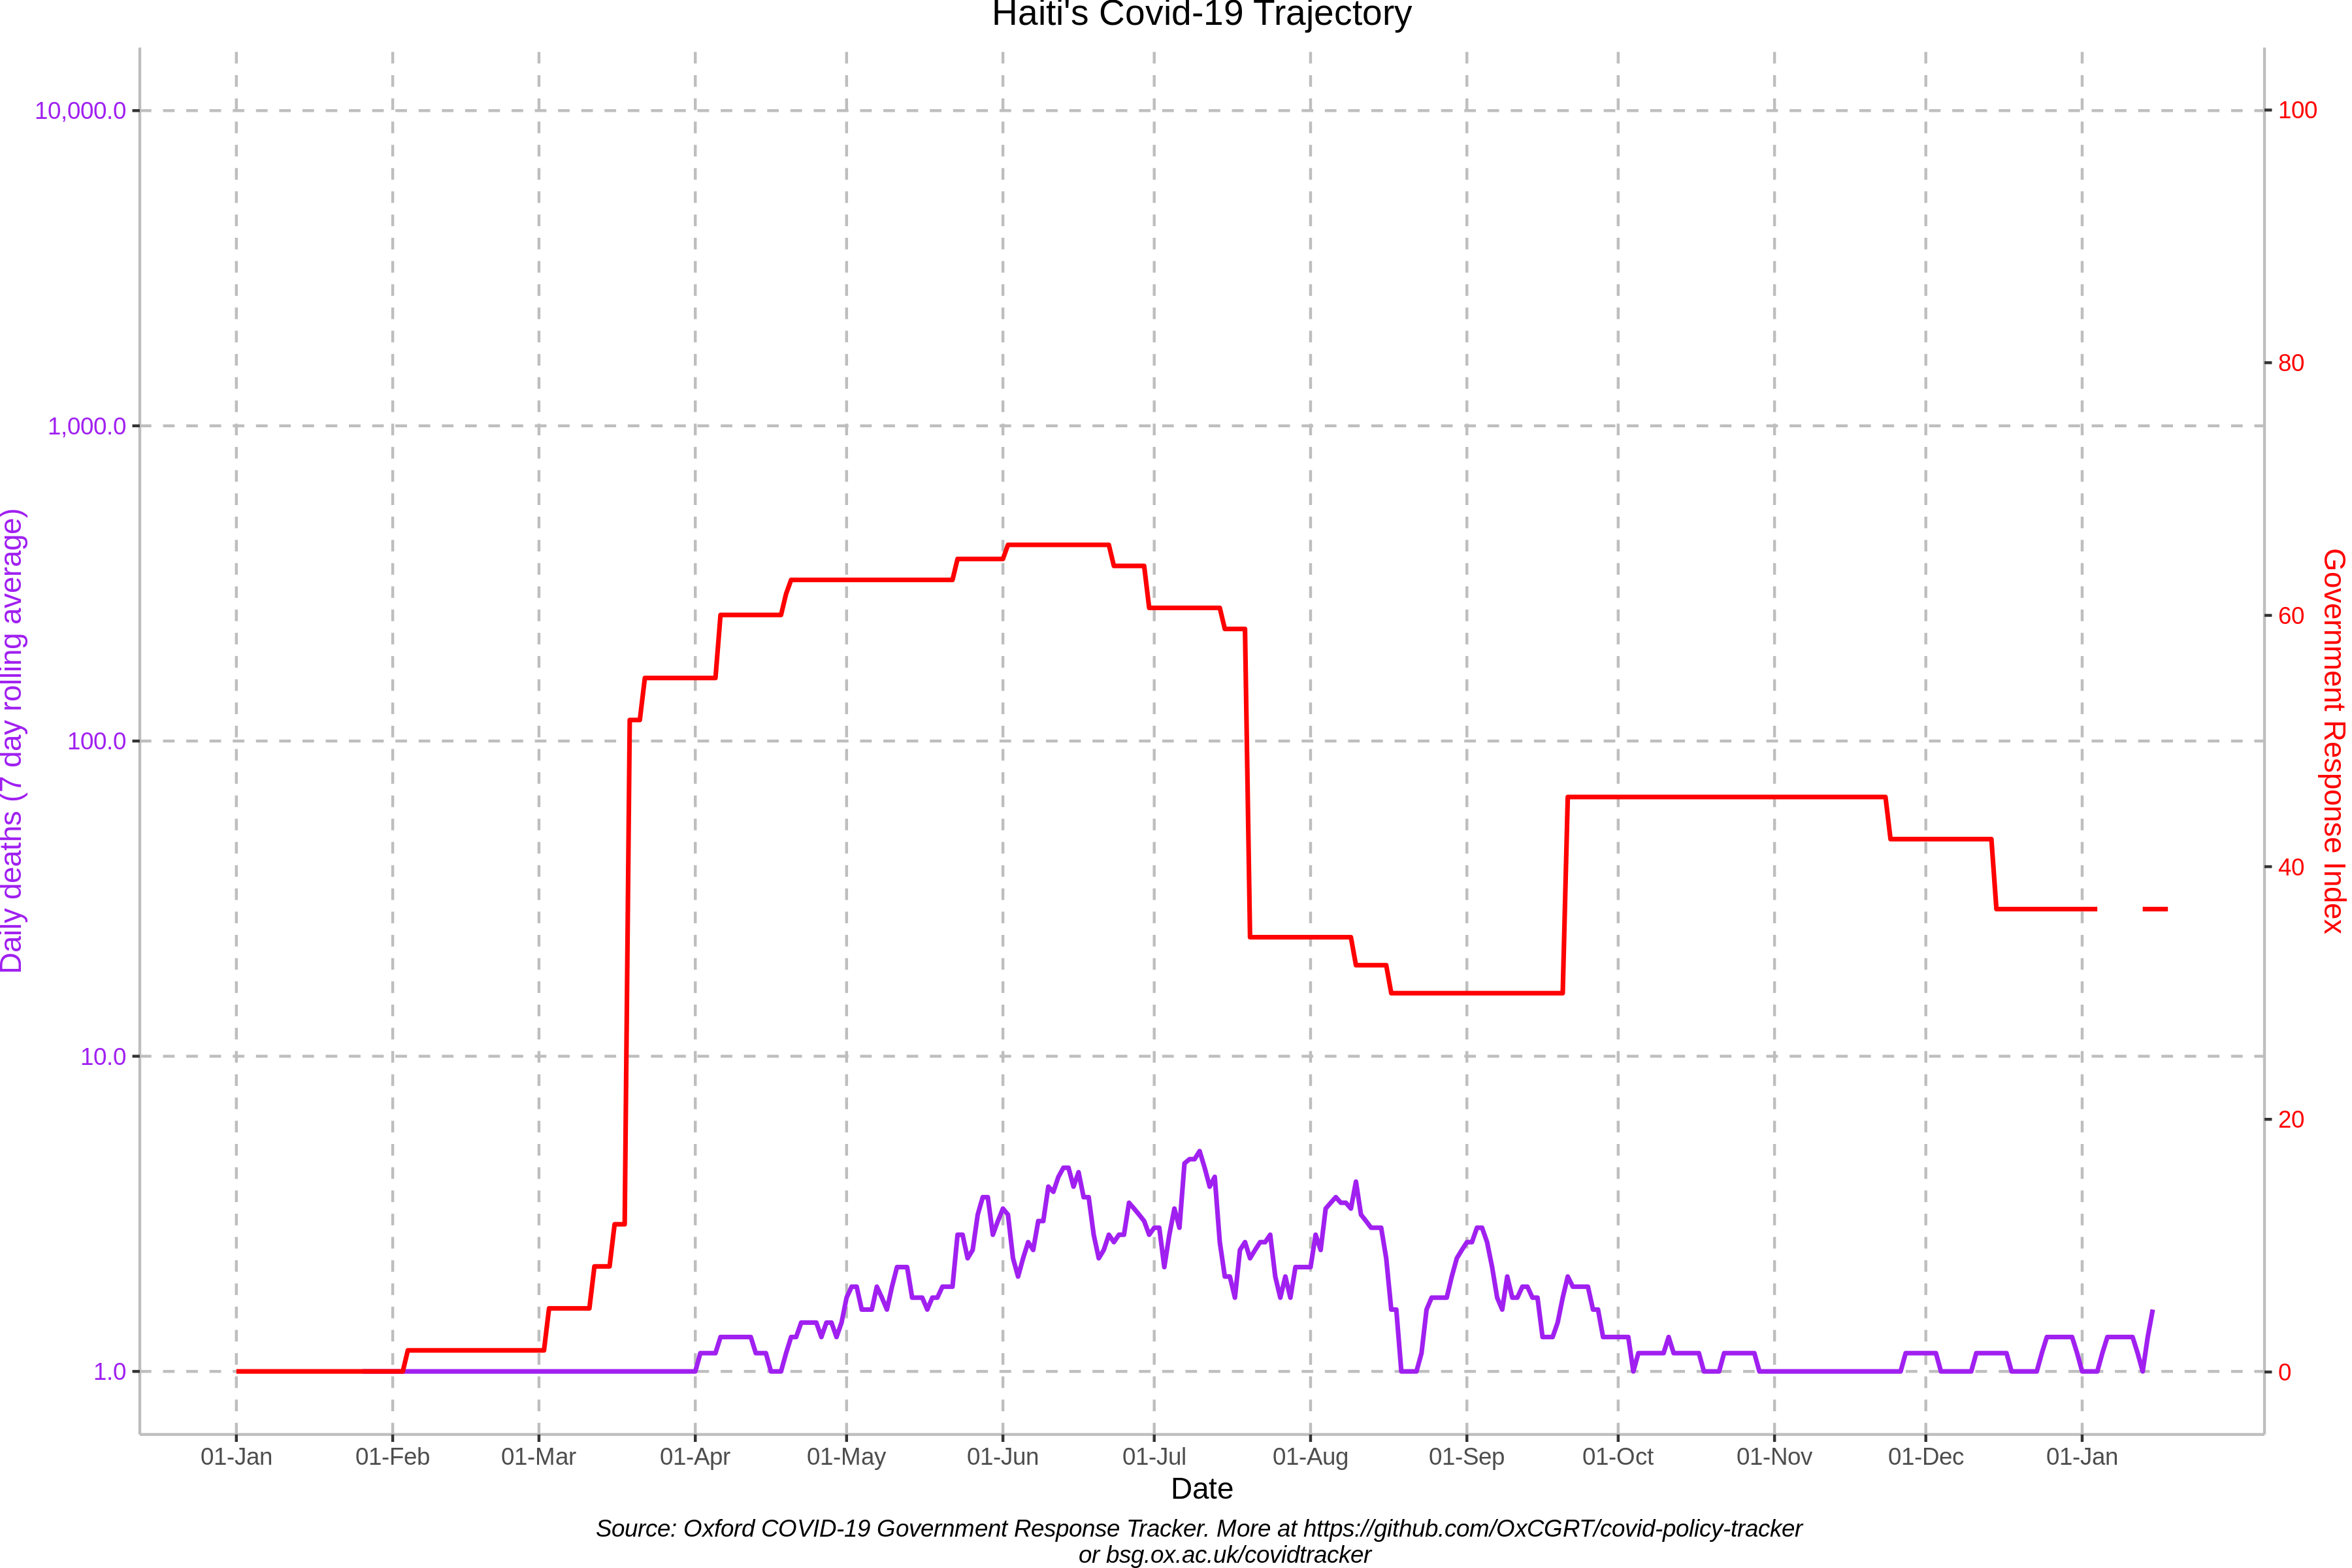 Haiti's Covid-19 Trajectory
10,000.0
1,000.0
100.0
10.0
1.0
Daily deaths (7 day rolling average)
100
80
60
40
20
0
Government Response Index
01-Jan 01-Feb 01-Mar 01-Apr 01-May 01-Jun 01-Jul 01-Aug 01-Sep 01-Oct 01-Nov 01-Dec 01-Jan
Date
Source: Oxford COVID-19 Government Response Tracker. More at https://github.com/OxCGRT/covid-policy-tracker
or bsg.ox.ac.uk/covidtracker